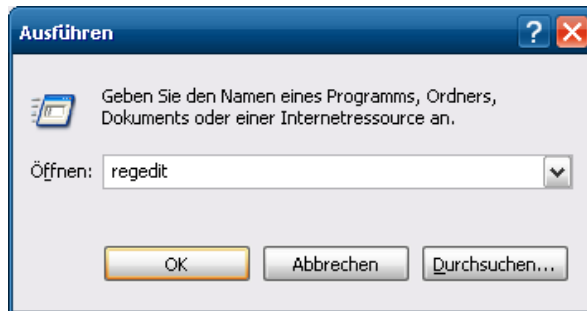 Ausführen
Geben Sie den Namen eines Programms, Ordners,
Dokuments oder einer Internetressource an.
Öffnen: regedit
OK Abbrechen Durchsuchen...